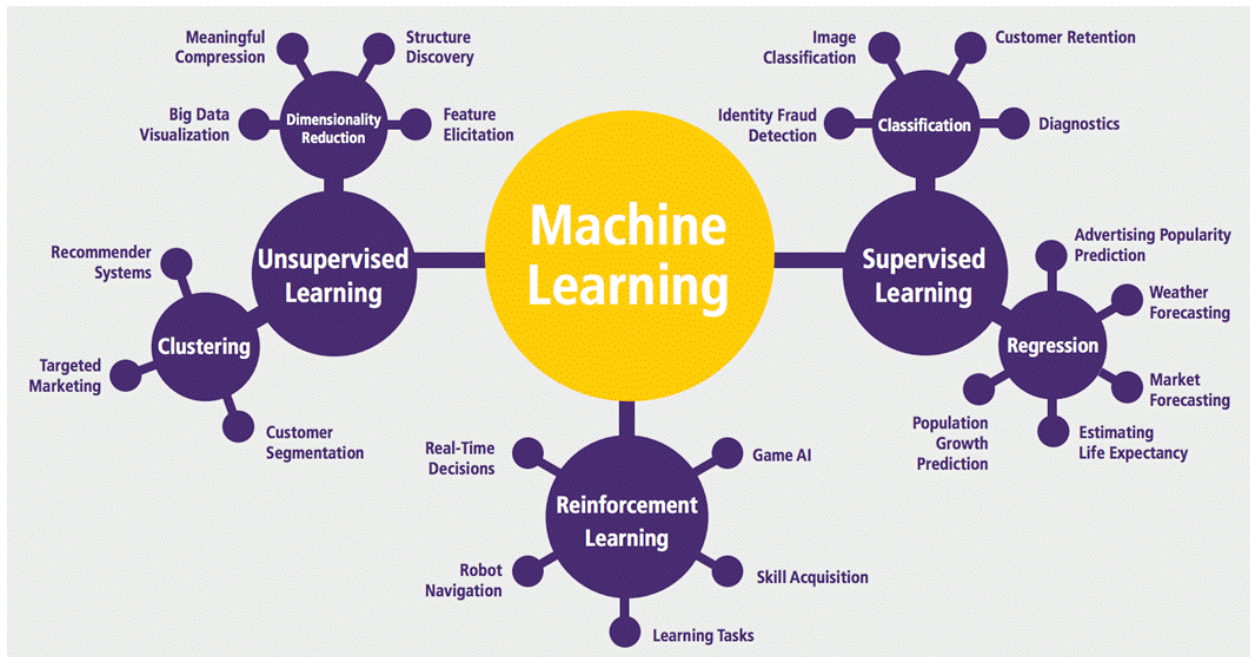 Meaningful
Compression
Structure
Discovery
Big Data
Visualization
Dimensionality
Reduction
Feature
Elicitation
Image
Classification
Customer Retention
Identity Fraud
Detection
Classification
Diagnostics
Machine
Learning
Unsupervised
Learning
Recommender
Systems
Clustering
Targeted
Marketing
Customer
Segmentation
Supervised
Learning
Advertising Popularity
Prediction
Weather
Forecasting
Regression
Market
Forecasting
Population
Growth
Prediction
Estimating
Life Expectancy
Real-Time
Decisions
Game AI
Reinforcement
Learning
Robot
Navigation
Skill Acquisition
Learning Tasks